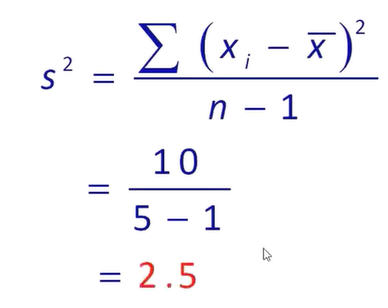 s² = ∑ (xᵢ − x̅)² / n − 1
= 10 / 5 − 1
= 2.5